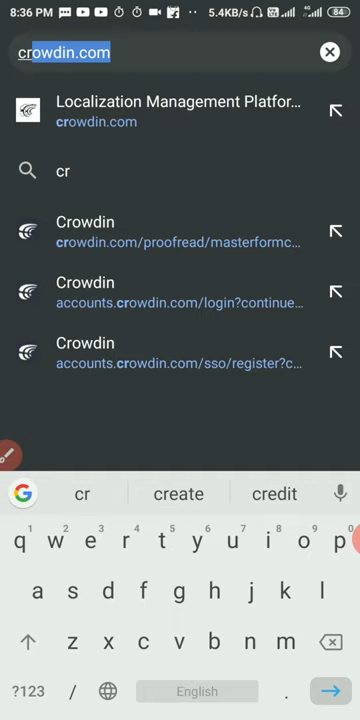 8:36 PM 5.4KB/s 4G 84
crowdin.com
Localization Management Platfor...
crowdin.com
cr
Crowdin
crowdin.com/proofread/masterformc...
Crowdin
accounts.crowdin.com/login?continue...
Crowdin
accounts.crowdin.com/sso/register?c...
G cr create credit
1 2 3 4 5 6 7 8 9 0
q w e r t y u i o p
a s d f g h j k l
z x c v b n m
?123 / English .